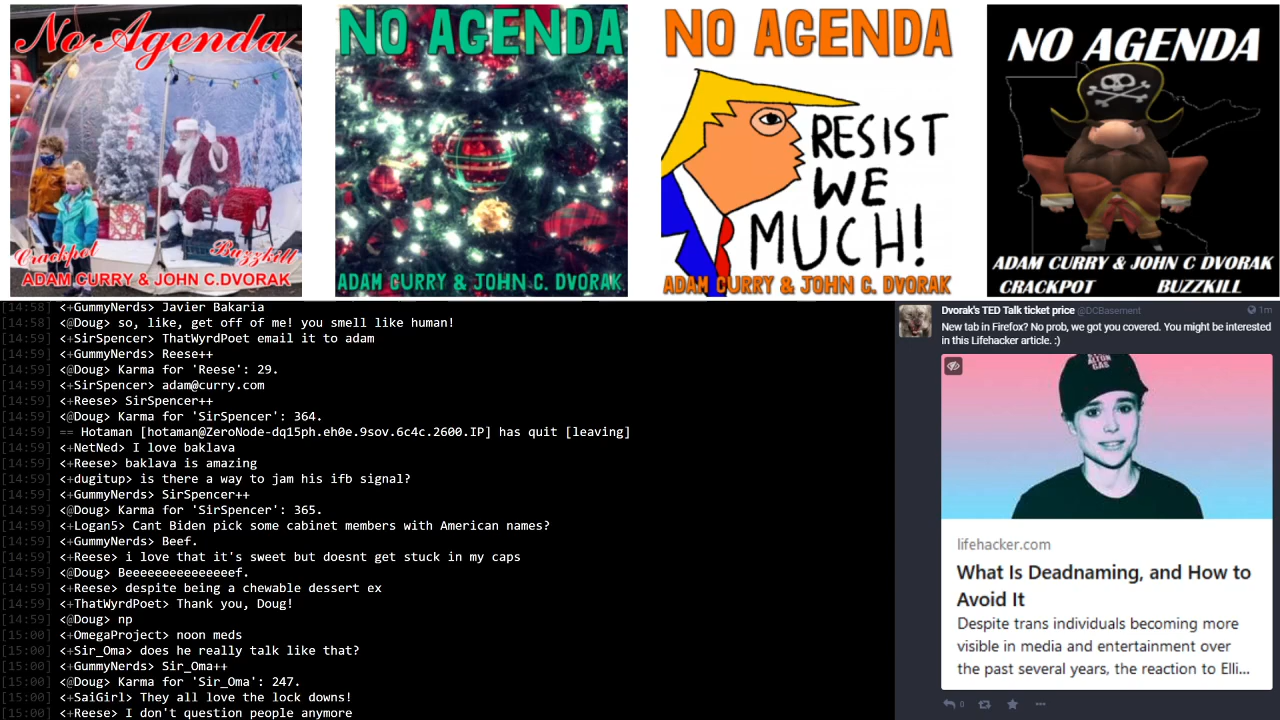 No Agenda
Crackpot
Buzzkill
ADAM CURRY & JOHN C.DVORAK
NO AGENDA
ADAM CURRY & JOHN C. DVORAK
NO AGENDA
RESIST
WE
MUCH!
ADAM CURRY & JOHN C. DVORAK
NO AGENDA
ADAM CURRY & JOHN C DVORAK
CRACKPOT BUZZKILL
[14:58] <+GummyNerds> Javier Bakaria
[14:58] <@Doug> so, like, get off of me! you smell like human!
[14:59] <+SirSpencer> ThatWyrdPoet email it to adam
[14:59] <+GummyNerds> Reese++
[14:59] <@Doug> Karma for 'Reese': 29.
[14:59] <+SirSpencer> adam@curry.com
[14:59] <+Reese> SirSpencer++
[14:59] <@Doug> Karma for 'SirSpencer': 364.
[14:59] == Hotaman [hotaman@ZeroNode-dq15ph.eh0e.9sov.6c4c.2600.IP] has quit [leaving]
[14:59] <+NetNed> I love baklava
[14:59] <+Reese> baklava is amazing
[14:59] <+dugitup> is there a way to jam his ifb signal?
[14:59] <+GummyNerds> SirSpencer++
[14:59] <@Doug> Karma for 'SirSpencer': 365.
[14:59] <+Logan5> Cant Biden pick some cabinet members with American names?
[14:59] <+GummyNerds> Beef.
[14:59] <+Reese> i love that it's sweet but doesnt get stuck in my caps
[14:59] <@Doug> Beeeeeeeeeeeeeef.
[14:59] <+Reese> despite being a chewable dessert ex
[14:59] <+ThatWyrdPoet> Thank you, Doug!
[14:59] <@Doug> np
[15:00] <+OmegaProject> noon meds
[15:00] <+Sir_Oma> does he really talk like that?
[15:00] <+GummyNerds> Sir_Oma++
[15:00] <@Doug> Karma for 'Sir_Oma': 247.
[15:00] <+SaiGirl> They all love the lock downs!
[15:00] <+Reese> I don't question people anymore
Dvorak's TED Talk ticket price @DCBasement 1m
New tab in Firefox? No prob, we got you covered. You might be interested
in this Lifehacker article. :)
ALTON
GAS
lifehacker.com
What Is Deadnaming, and How to
Avoid It
Despite trans individuals becoming more
visible in media and entertainment over
the past several years, the reaction to Elli...
0